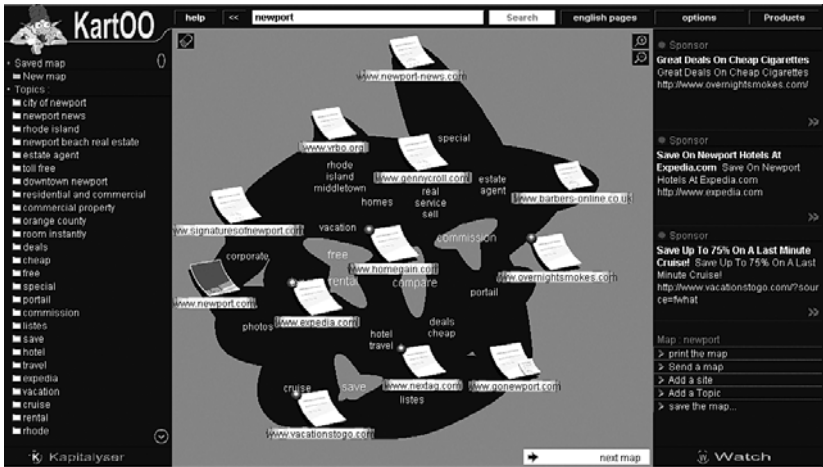 KartOO
help
<<
newport
Search
english pages
options
Products
Saved map
New map
Topics :
city of newport
newport news
rhode island
newport beach real estate
estate agent
toll free
downtown newport
residential and commercial
commercial property
orange county
room instantly
deals
cheap
free
special
portail
commission
listes
save
hotel
travel
expedia
vacation
cruise
rental
rhode
Kapitalyser
www.newport-news.com
www.vrbo.org
special
www.gennycroll.com
rhode
island
middletown
homes
real
service
sell
estate
agent
www.barbers-online.co.uk
www.signaturesofnewport.com
vacation
commission
corporate
free
www.homegain.com
www.overnightsmokes.com
www.newport.com
rental
compare
portail
www.expedia.com
photos
hotel
travel
deals
cheap
cruise
save
www.nextag.com
www.gonewport.com
listes
www.vacationstogo.com
next map
Sponsor
Great Deals On Cheap Cigarettes
Great Deals On Cheap Cigarettes
http://www.overnightsmokes.com/
>>
Sponsor
Save On Newport Hotels At
Expedia.com Save On Newport
Hotels At Expedia.com
http://www.expedia.com
>>
Sponsor
Save Up To 75% On A Last Minute
Cruise! Save Up To 75% On A Last
Minute Cruise!
http://www.vacationstogo.com/?sour
ce=fwhat
>>
Map : newport
> print the map
> Send a map
> Add a site
> Add a Topic
> save the map...
Watch